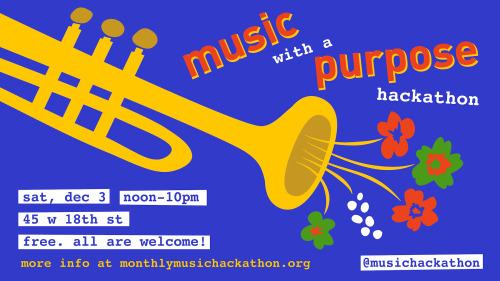 music
with a
purpose
hackathon
sat, dec 3 noon-10pm
45 w 18th st
free. all are welcome!
more info at monthlymusichackathon.org
@musichackathon